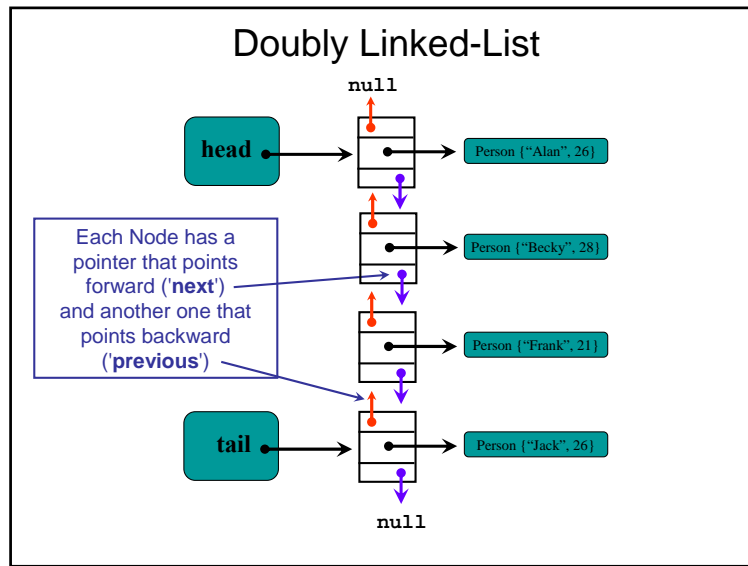 Doubly Linked-List
null
head
Person {“Alan”, 26}
Each Node has a
pointer that points
forward ('next')
and another one that
points backward
('previous')
Person {“Becky”, 28}
Person {“Frank”, 21}
tail
Person {“Jack”, 26}
null